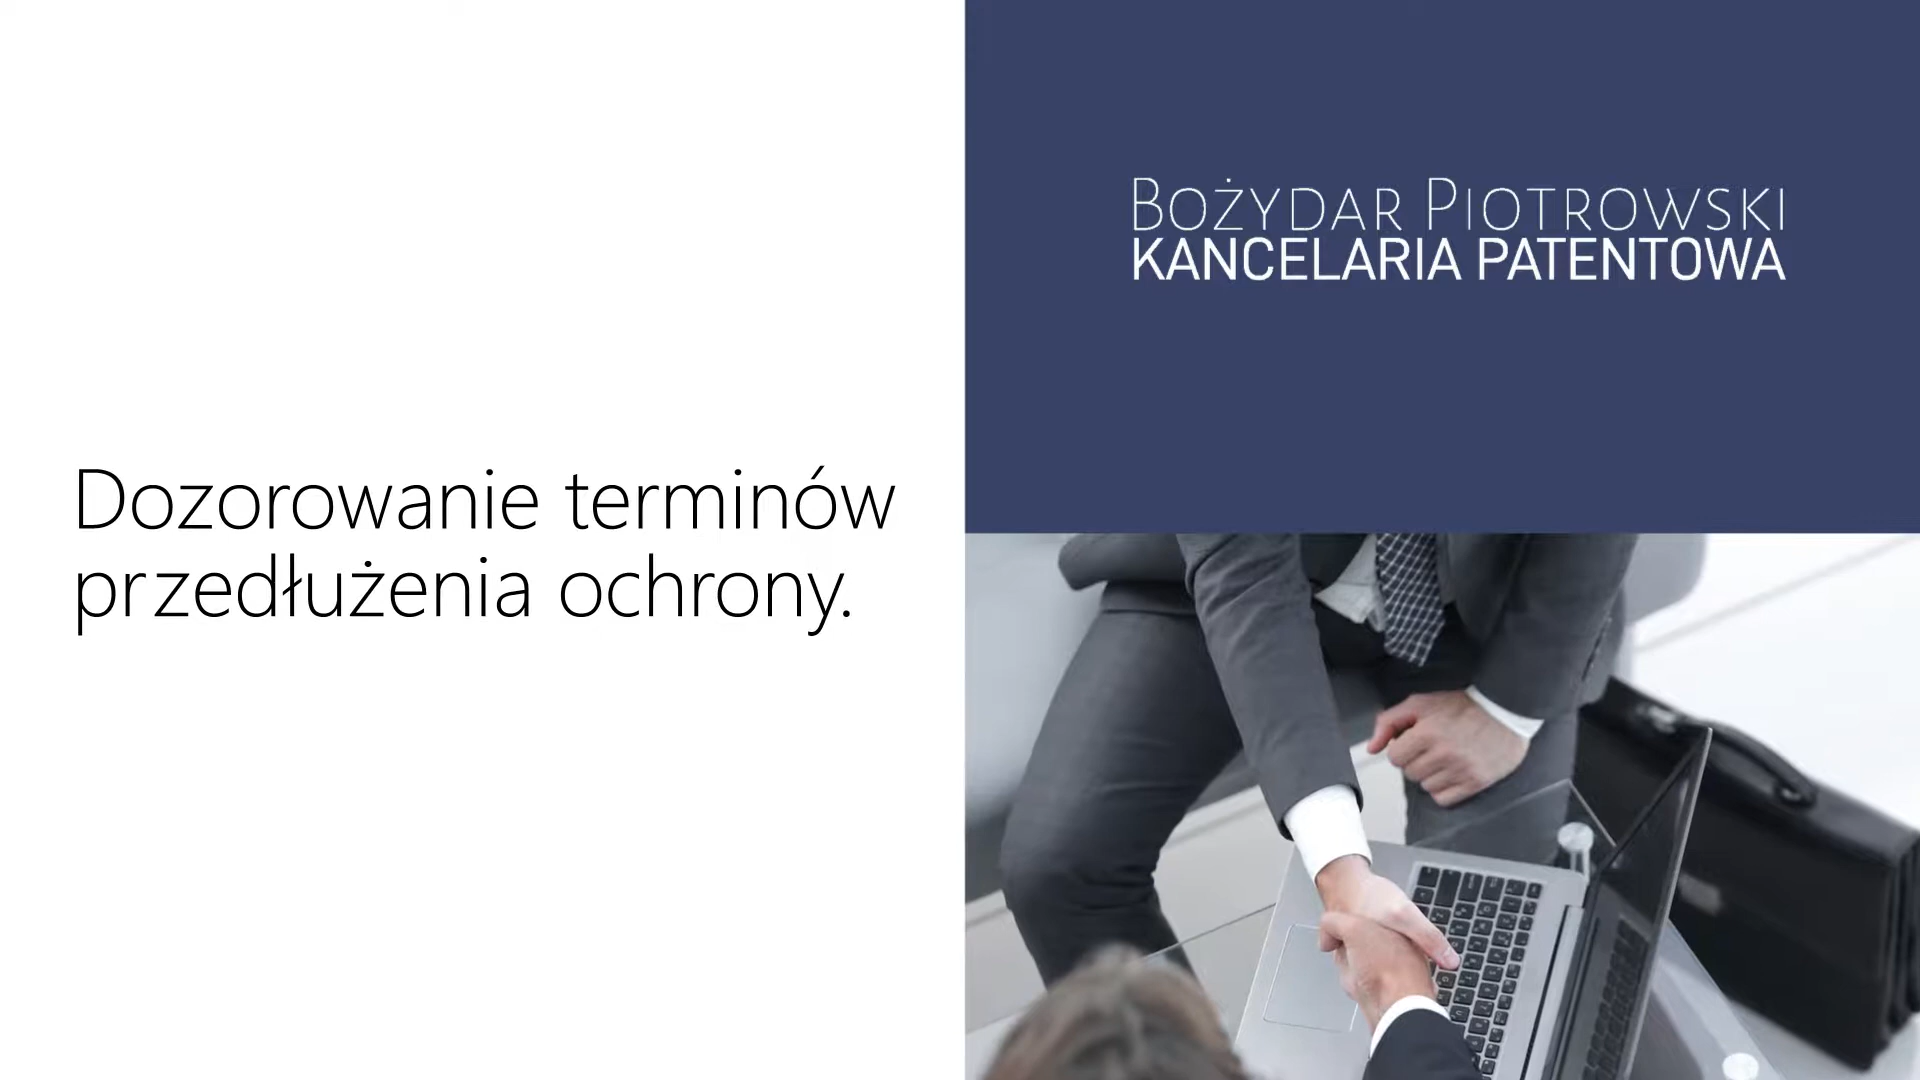 Dozorowanie terminów
przedłużenia ochrony.
BOŻYDAR PIOTROWSKI
KANCELARIA PATENTOWA